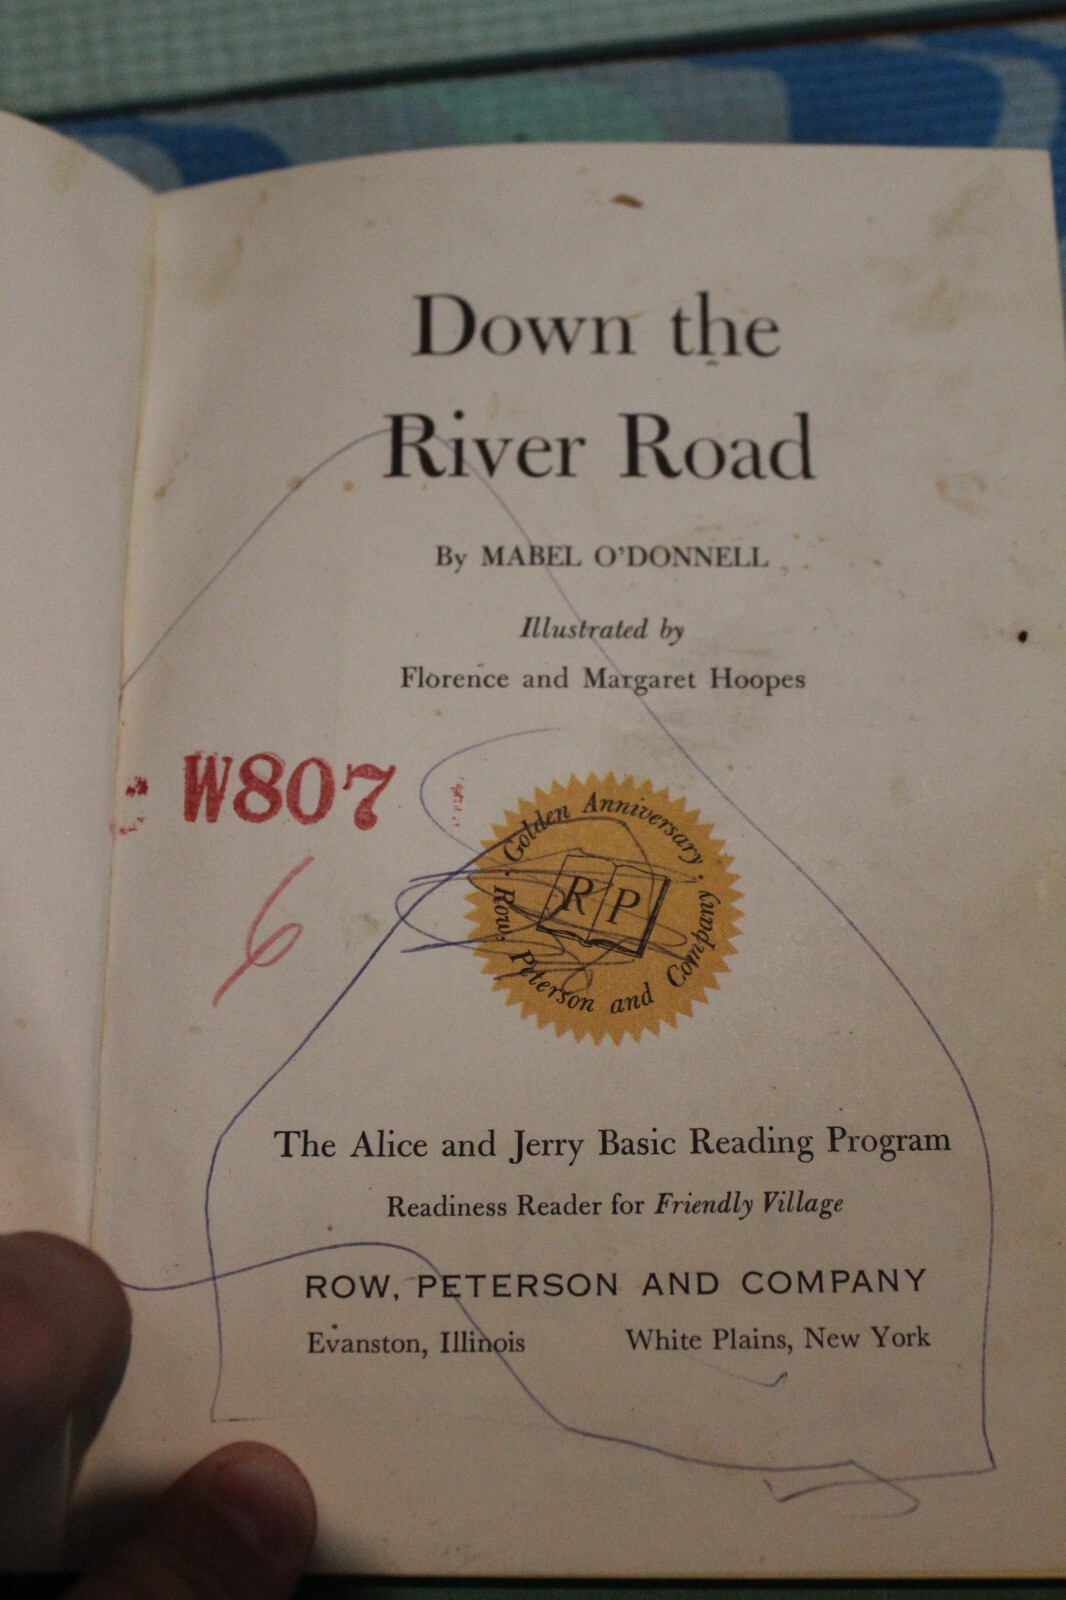 Down the
River Road
By MABEL O'DONNELL
Illustrated by
Florence and Margaret Hoopes
W807
6
Golden Anniversary
R P
Row, Peterson and Company
The Alice and Jerry Basic Reading Program
Readiness Reader for Friendly Village
ROW, PETERSON AND COMPANY
Evanston, Illinois White Plains, New York